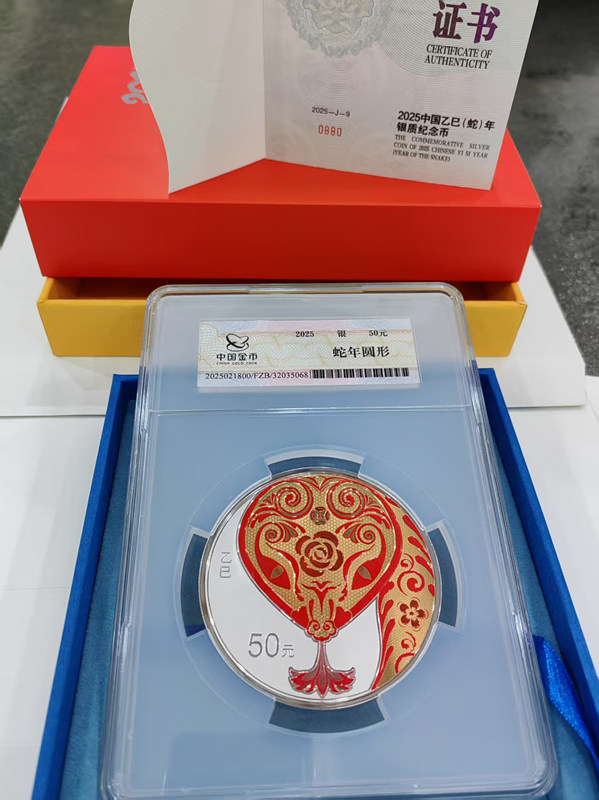 证书
CERTIFICATE OF
AUTHENTICITY
2025-J-9
0880
2025中国乙巳(蛇)年
银质纪念币
THE COMMEMORATIVE SILVER
COIN OF 2025 CHINESE YI SI YEAR
(YEAR OF THE SNAKE)
中国金币
CHINA GOLD COIN
2025 银 50元
蛇年圆形
2025021800/FZB/32035068
乙巳
50元